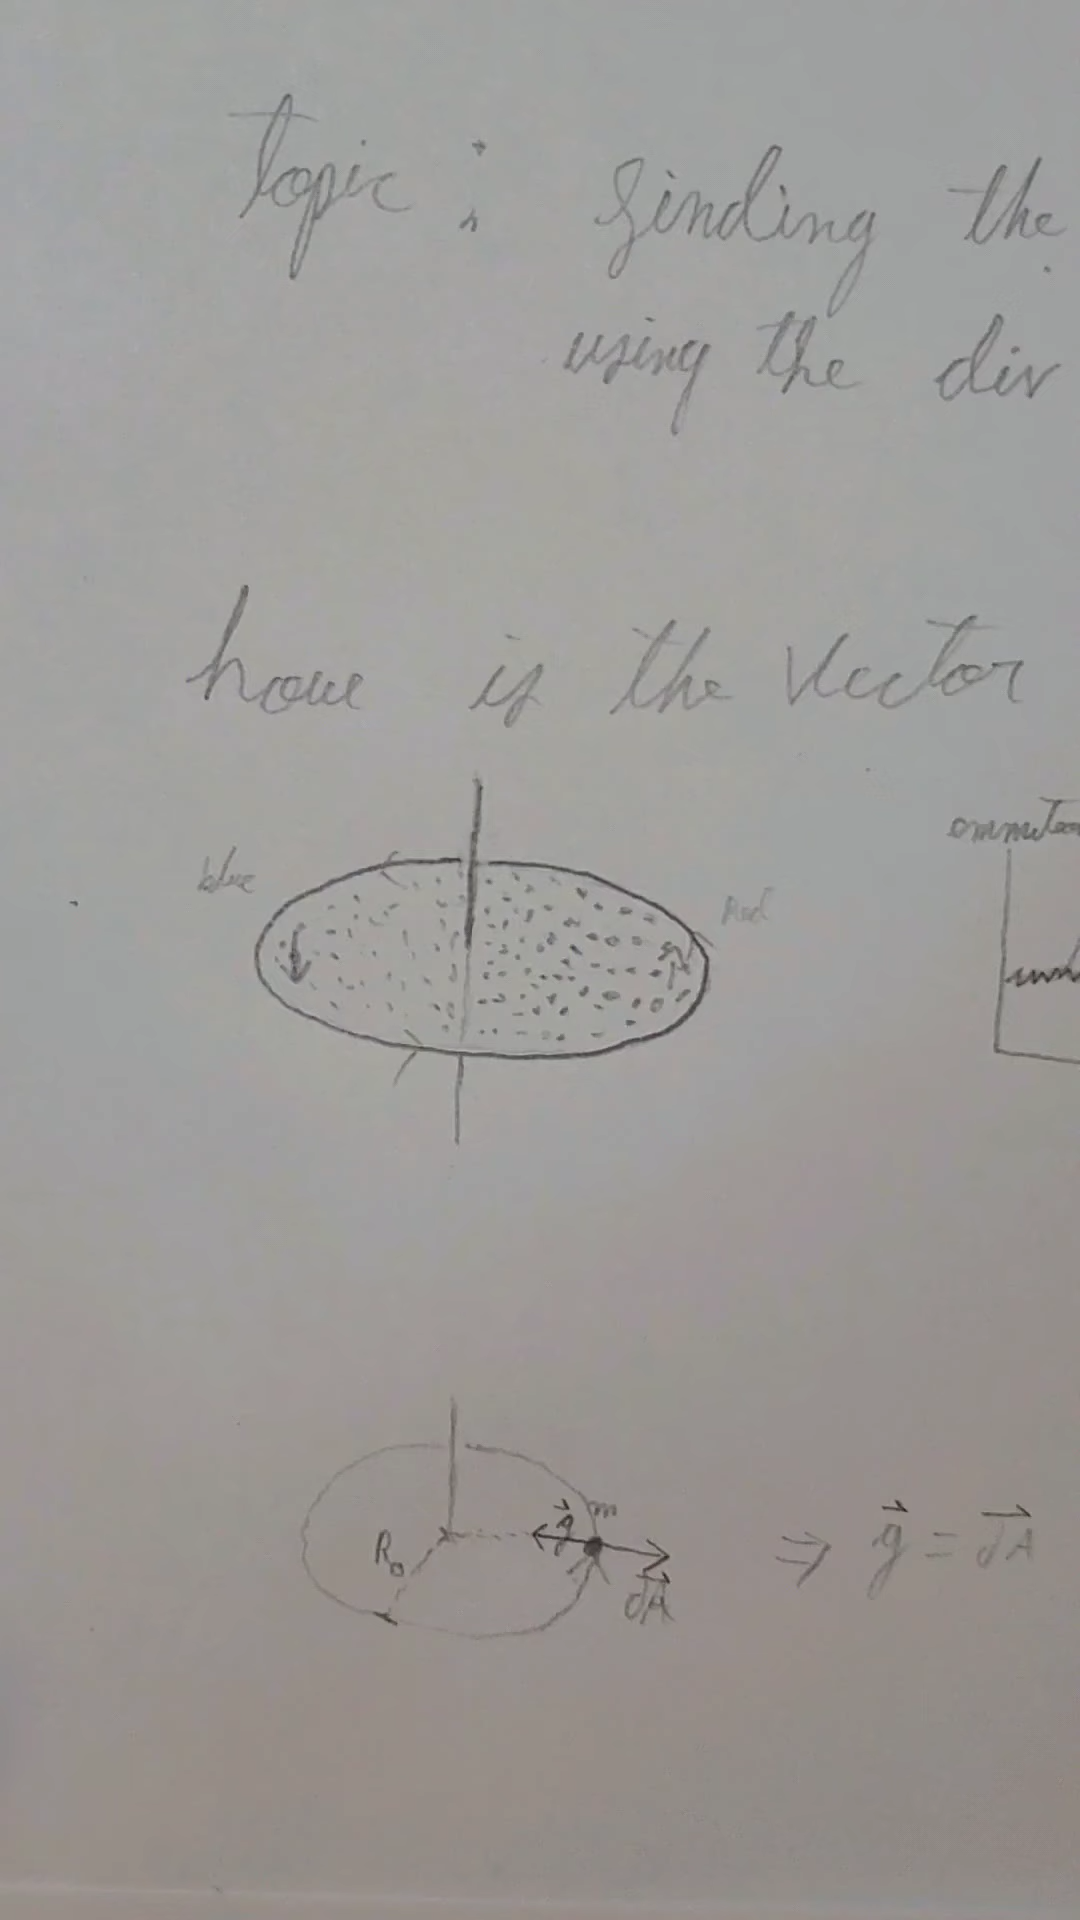 topic : finding the
using the div
how is the vector
blue
Red
R₀
g⃗
m
dA⃗
⇒ g⃗ = dA⃗